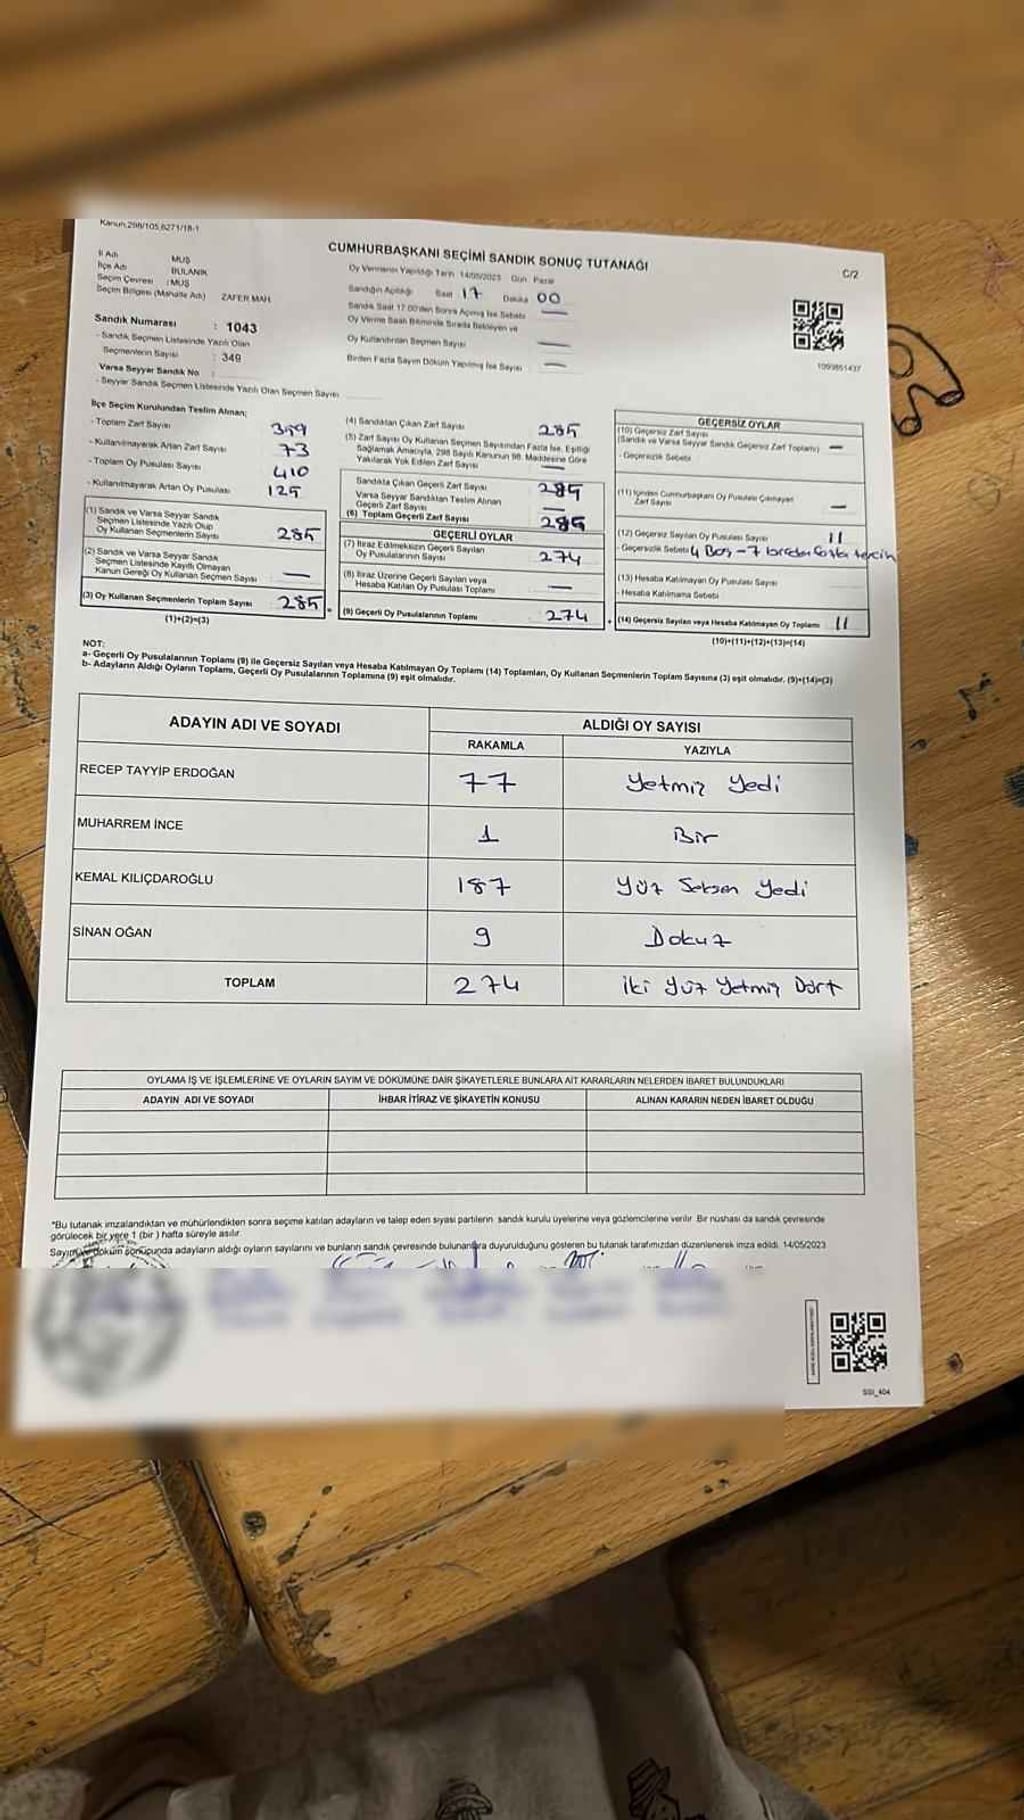 Kanun:298/105,6271/18-1
CUMHURBAŞKANI SEÇİMİ SANDIK SONUÇ TUTANAĞI
C/2
İl Adı MUŞ
İlçe Adı BULANIK
Seçim Çevresi : MUŞ
Seçim Bölgesi (Mahalle Adı) ZAFER MAH.
Sandık Numarası : 1043
- Sandık Seçmen Listesinde Yazılı Olan
Seçmenlerin Sayısı : 349
Varsa Seyyar Sandık No :
- Seyyar Sandık Seçmen Listesinde Yazılı Olan Seçmen Sayısı
Oy Vermenin Yapıldığı Tarih 14/05/2023 Gün Pazar
Sandığın Açıldığı Saat 17 Dakika 00
Sandık Saat 17.00'den Sonra Açılmış İse Sebebi —
Oy Verme Saati Bitiminde Sırada Bekleyen ve
Oy Kullandırılan Seçmen Sayısı —
Birden Fazla Sayım Döküm Yapılmış İse Sayısı —
1009851437
İlçe Seçim Kurulundan Teslim Alınan;
- Toplam Zarf Sayısı
- Kullanılmayarak Artan Zarf Sayısı 73
- Toplam Oy Pusulası Sayısı 410
- Kullanılmayarak Artan Oy Pusulası 125
(1) Sandık ve Varsa Seyyar Sandık
Seçmen Listesinde Yazılı Olup
Oy Kullanan Seçmenlerin Sayısı 285
(2) Sandık ve Varsa Seyyar Sandık
Seçmen Listesinde Kayıtlı Olmayan
Kanun Gereği Oy Kullanan Seçmen Sayısı —
(3) Oy Kullanan Seçmenlerin Toplam Sayısı 285
(1)+(2)=(3)
(4) Sandıktan Çıkan Zarf Sayısı 285
(5) Zarf Sayısı Oy Kullanan Seçmen Sayısından Fazla İse, Eşitliği
Sağlamak Amacıyla, 298 Sayılı Kanunun 98. Maddesine Göre
Yakılarak Yok Edilen Zarf Sayısı —
Sandıkta Çıkan Geçerli Zarf Sayısı 285
Varsa Seyyar Sandıktan Teslim Alınan
Geçerli Zarf Sayısı —
(6) Toplam Geçerli Zarf Sayısı 285
GEÇERLİ OYLAR
(7) İtiraz Edilmeksizin Geçerli Sayılan
Oy Pusulalarının Sayısı 274
(8) İtiraz Üzerine Geçerli Sayılan veya
Hesaba Katılan Oy Pusulası Toplamı —
(9) Geçerli Oy Pusulalarının Toplamı 274
GEÇERSİZ OYLAR
(10) Geçersiz Zarf Sayısı
(Sandık ve Varsa Seyyar Sandık Geçersiz Zarf Toplamı) —
- Geçersizlik Sebebi
(11) İçinden Cumhurbaşkanı Oy Pusulası Çıkmayan
Zarf Sayısı —
(12) Geçersiz Sayılan Oy Pusulası Sayısı 11
- Geçersizlik Sebebi 4 Boş - 7 birden fazla tercih
(13) Hesaba Katılmayan Oy Pusulası Sayısı
- Hesaba Katılmama Sebebi
(14) Geçersiz Sayılan veya Hesaba Katılmayan Oy Toplamı 11
(10)+(11)+(12)+(13)=(14)
NOT:
a- Geçerli Oy Pusulalarının Toplamı (9) ile Geçersiz Sayılan veya Hesaba Katılmayan Oy Toplamı (14) Toplamları, Oy Kullanan Seçmenlerin Toplam Sayısına (3) eşit olmalıdır. (9)+(14)=(3)
b- Adayların Aldığı Oyların Toplamı, Geçerli Oy Pusulalarının Toplamına (9) eşit olmalıdır.
ADAYIN ADI VE SOYADI ALDIĞI OY SAYISI
RAKAMLA YAZIYLA
RECEP TAYYİP ERDOĞAN 77 Yetmiş Yedi
MUHARREM İNCE 1 Bir
KEMAL KILIÇDAROĞLU 187 Yüz Seksen Yedi
SİNAN OĞAN 9 Dokuz
TOPLAM 274 İki Yüz Yetmiş Dört
OYLAMA İŞ VE İŞLEMLERİNE VE OYLARIN SAYIM VE DÖKÜMÜNE DAİR ŞİKAYETLERLE BUNLARA AİT KARARLARIN NELERDEN İBARET BULUNDUKLARI
ADAYIN ADI VE SOYADI İHBAR İTİRAZ VE ŞİKAYETİN KONUSU ALINAN KARARIN NEDEN İBARET OLDUĞU
*Bu tutanak imzalandıktan ve mühürlendikten sonra seçime katılan adayların ve talep eden siyasi partilerin sandık kurulu üyelerine veya gözlemcilerine verilir. Bir nüshası da sandık çevresinde
görülecek bir yere 1 (bir) hafta süreyle asılır.
Sayım ve döküm sonucunda adayların aldığı oyların sayılarını ve bunların sandık çevresinde bulunanlara duyurulduğunu gösteren bu tutanak tarafımızdan düzenlenerek imza edildi. 14/05/2023
SSI_404